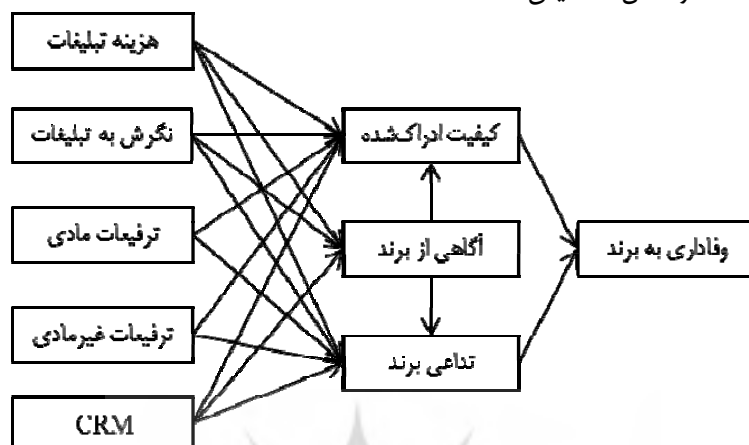 هزینه تبلیغات
نگرش به تبلیغات
ترفیعات مادی
ترفیعات غیرمادی
CRM
کیفیت ادراک‌شده
آگاهی از برند
تداعی برند
وفاداری به برند